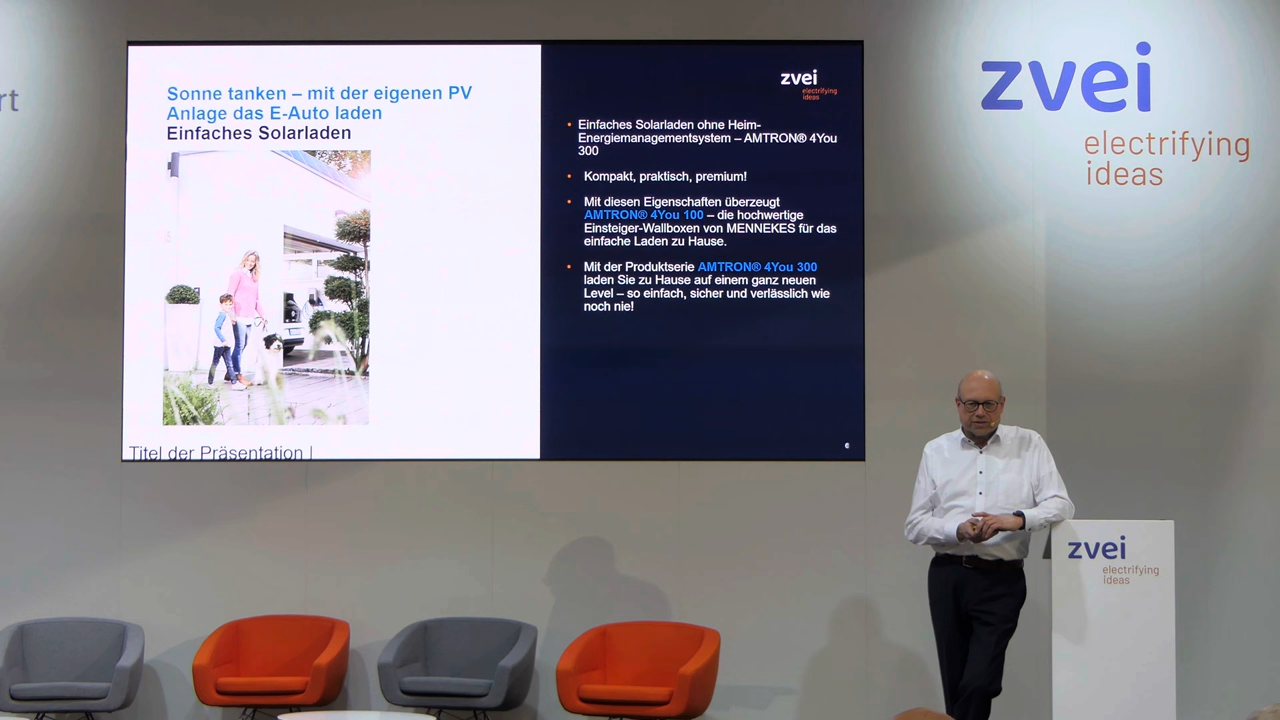 rt
Sonne tanken – mit der eigenen PV
Anlage das E-Auto laden
Einfaches Solarladen
Titel der Präsentation |
zvei
electrifying
ideas
• Einfaches Solarladen ohne Heim-
Energiemanagementsystem – AMTRON® 4You
300
• Kompakt, praktisch, premium!
• Mit diesen Eigenschaften überzeugt
AMTRON® 4You 100 – die hochwertige
Einsteiger-Wallboxen von MENNEKES für das
einfache Laden zu Hause.
• Mit der Produktserie AMTRON® 4You 300
laden Sie zu Hause auf einem ganz neuen
Level – so einfach, sicher und verlässlich wie
noch nie!
zvei
electrifying
ideas
zvei
electrifying
ideas